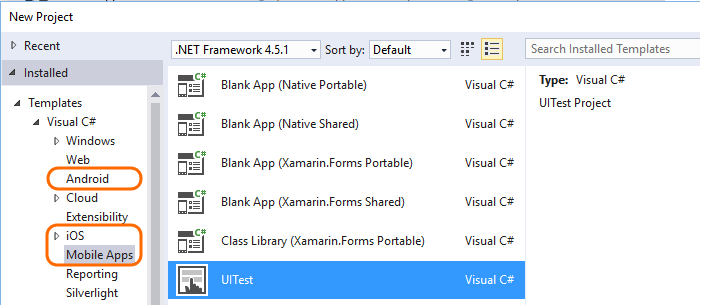 New Project
Recent
.NET Framework 4.5.1
Sort by:
Default
Search Installed Templates
Installed
Templates
Visual C#
Windows
Web
Android
Cloud
Extensibility
iOS
Mobile Apps
Reporting
Silverlight
Blank App (Native Portable) Visual C#
Blank App (Native Shared) Visual C#
Blank App (Xamarin.Forms Portable) Visual C#
Blank App (Xamarin.Forms Shared) Visual C#
Class Library (Xamarin.Forms Portable) Visual C#
UITest Visual C#
Type: Visual C#
UITest Project